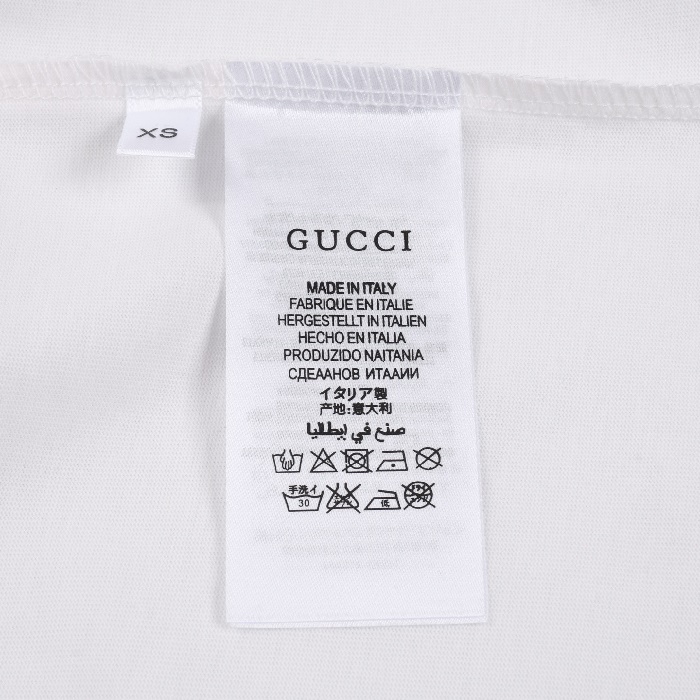 XS
GUCCI
MADE IN ITALY
FABRIQUE EN ITALIE
HERGESTELLT IN ITALIEN
HECHO EN ITALIA
PRODUZIDO NAITANIA
СДЕААНОВ ИТААИИ
イタリア製
产地:意大利
صنع في إيطاليا
手洗イ
30
低